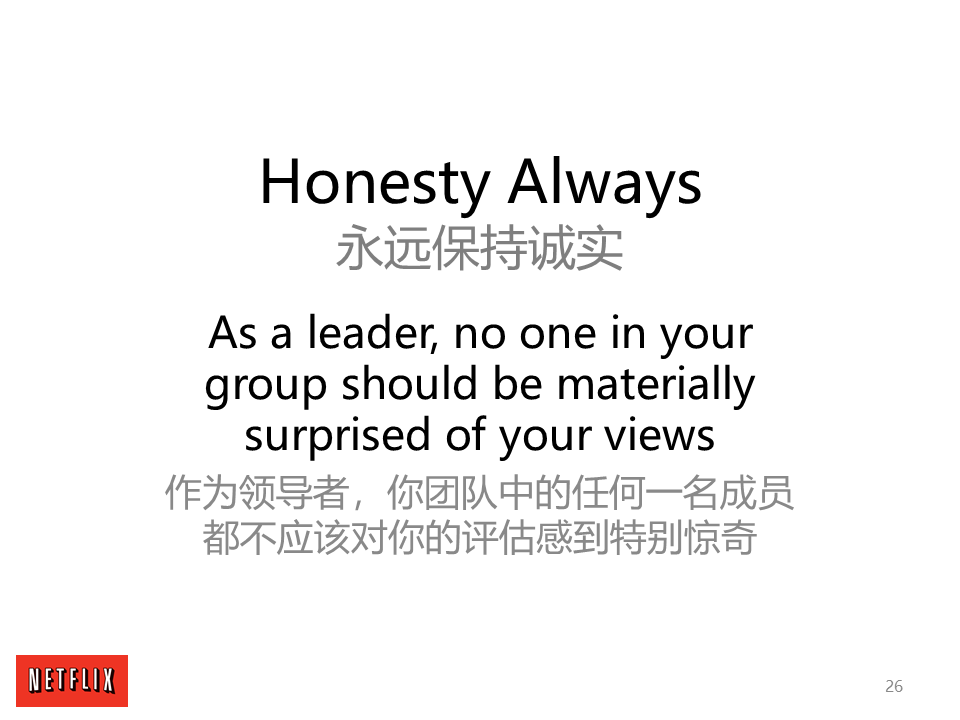 Honesty Always
永远保持诚实
As a leader, no one in your
group should be materially
surprised of your views
作为领导者，你团队中的任何一名成员
都不应该对你的评估感到特别惊奇
NETFLIX
26